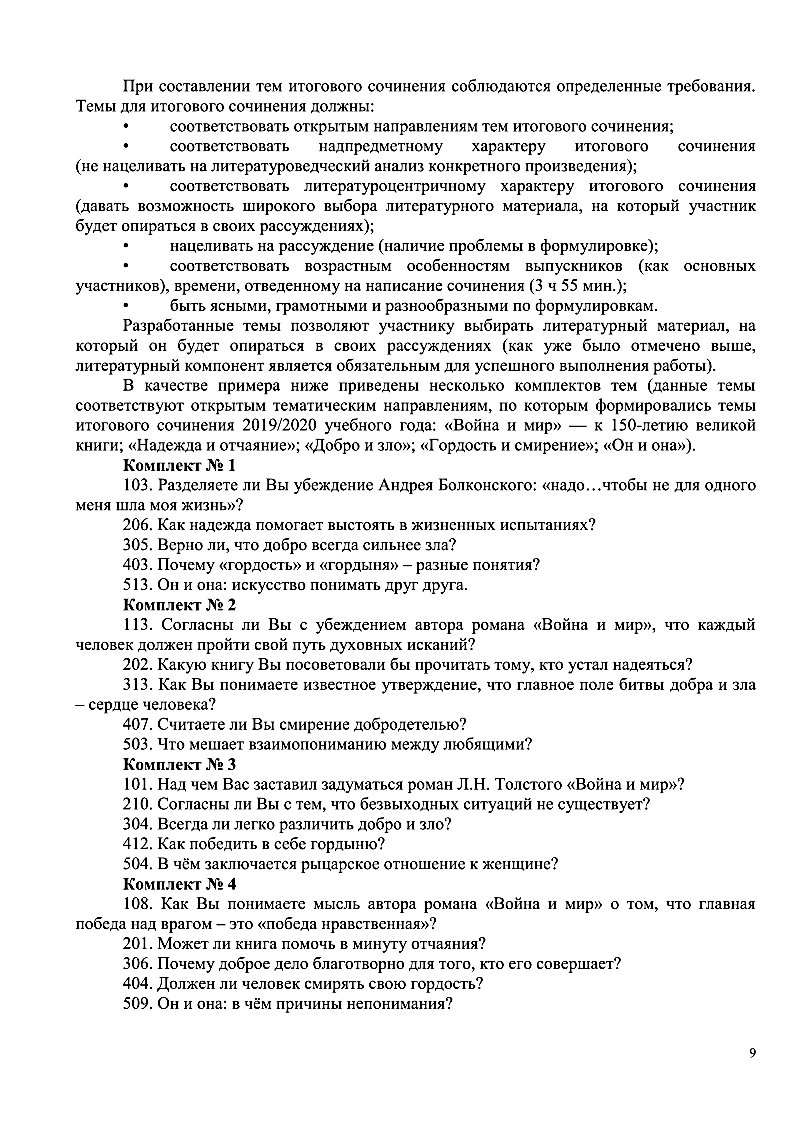 При составлении тем итогового сочинения соблюдаются определенные требования.
Темы для итогового сочинения должны:
• соответствовать открытым направлениям тем итогового сочинения;
• соответствовать надпредметному характеру итогового сочинения
(не нацеливать на литературоведческий анализ конкретного произведения);
• соответствовать литературоцентричному характеру итогового сочинения
(давать возможность широкого выбора литературного материала, на который участник
будет опираться в своих рассуждениях);
• нацеливать на рассуждение (наличие проблемы в формулировке);
• соответствовать возрастным особенностям выпускников (как основных
участников), времени, отведенному на написание сочинения (3 ч 55 мин.);
• быть ясными, грамотными и разнообразными по формулировкам.
Разработанные темы позволяют участнику выбирать литературный материал, на
который он будет опираться в своих рассуждениях (как уже было отмечено выше,
литературный компонент является обязательным для успешного выполнения работы).
В качестве примера ниже приведены несколько комплектов тем (данные темы
соответствуют открытым тематическим направлениям, по которым формировались темы
итогового сочинения 2019/2020 учебного года: «Война и мир» — к 150-летию великой
книги; «Надежда и отчаяние»; «Добро и зло»; «Гордость и смирение»; «Он и она»).
Комплект № 1
103. Разделяете ли Вы убеждение Андрея Болконского: «надо…чтобы не для одного
меня шла моя жизнь»?
206. Как надежда помогает выстоять в жизненных испытаниях?
305. Верно ли, что добро всегда сильнее зла?
403. Почему «гордость» и «гордыня» – разные понятия?
513. Он и она: искусство понимать друг друга.
Комплект № 2
113. Согласны ли Вы с убеждением автора романа «Война и мир», что каждый
человек должен пройти свой путь духовных исканий?
202. Какую книгу Вы посоветовали бы прочитать тому, кто устал надеяться?
313. Как Вы понимаете известное утверждение, что главное поле битвы добра и зла
– сердце человека?
407. Считаете ли Вы смирение добродетелью?
503. Что мешает взаимопониманию между любящими?
Комплект № 3
101. Над чем Вас заставил задуматься роман Л.Н. Толстого «Война и мир»?
210. Согласны ли Вы с тем, что безвыходных ситуаций не существует?
304. Всегда ли легко различить добро и зло?
412. Как победить в себе гордыню?
504. В чём заключается рыцарское отношение к женщине?
Комплект № 4
108. Как Вы понимаете мысль автора романа «Война и мир» о том, что главная
победа над врагом – это «победа нравственная»?
201. Может ли книга помочь в минуту отчаяния?
306. Почему доброе дело благотворно для того, кто его совершает?
404. Должен ли человек смирять свою гордость?
509. Он и она: в чём причины непонимания?
9